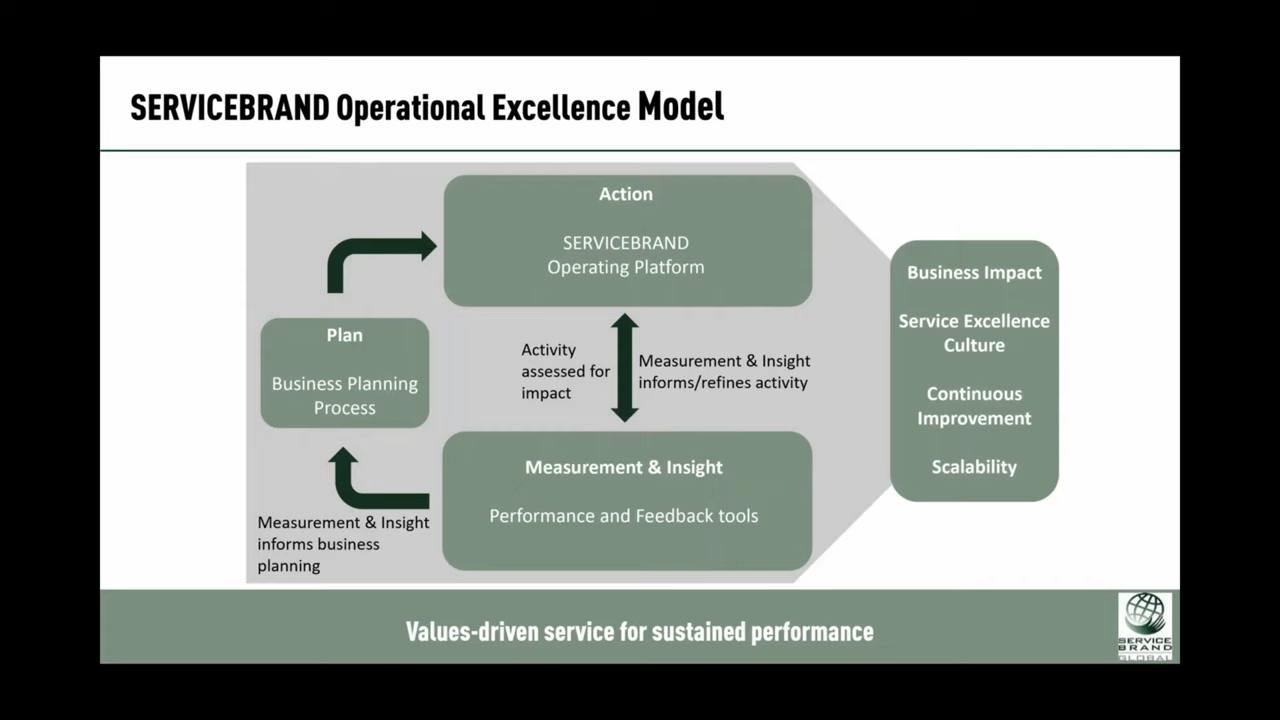 SERVICEBRAND Operational Excellence Model
Action
SERVICEBRAND
Operating Platform
Plan
Business Planning
Process
Activity
assessed for
impact
Measurement & Insight
informs/refines activity
Measurement & Insight
Performance and Feedback tools
Measurement & Insight
informs business
planning
Business Impact
Service Excellence
Culture
Continuous
Improvement
Scalability
Values-driven service for sustained performance
SERVICE
BRAND
GLOBAL